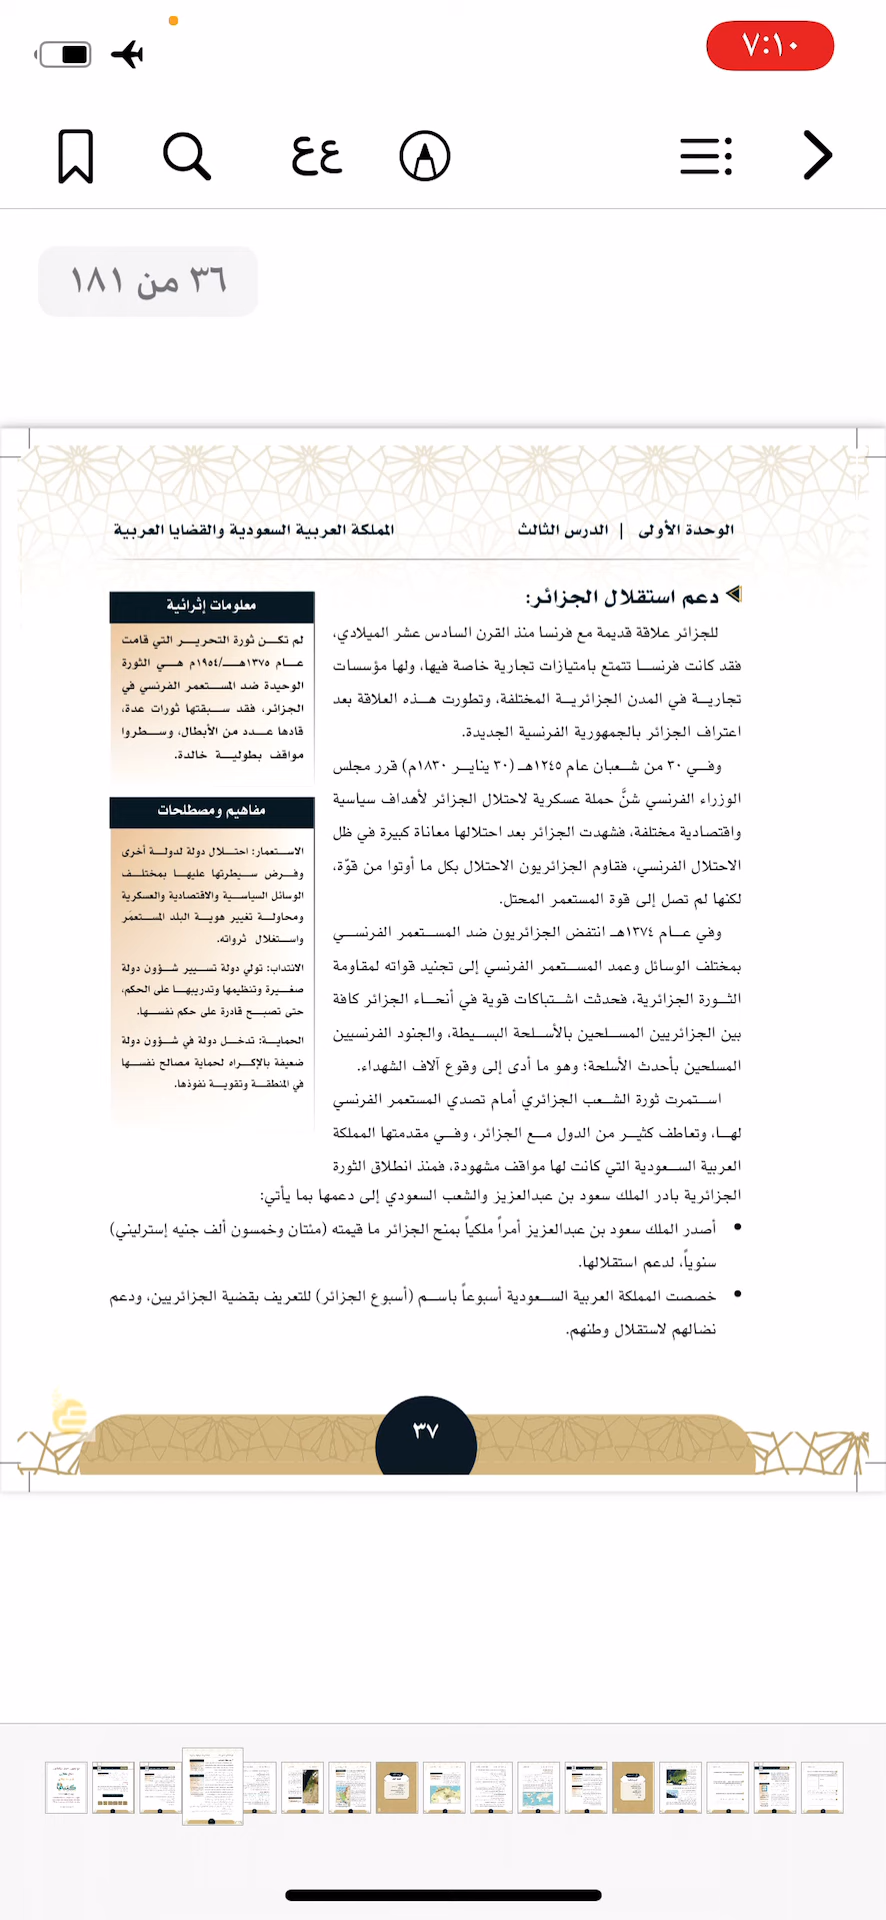 ٧:١٠
عع
٣٦ من ١٨١
الوحدة الأولى | الدرس الثالث
المملكة العربية السعودية والقضايا العربية
دعم استقلال الجزائر:
للجزائر علاقة قديمة مع فرنسا منذ القرن السادس عشر الميلادي،
فقد كانت فرنسا تتمتع بامتيازات تجارية خاصة فيها، ولها مؤسسات
تجارية في المدن الجزائرية المختلفة، وتطورت هذه العلاقة بعد
اعتراف الجزائر بالجمهورية الفرنسية الجديدة.
وفي ٣٠ من شعبان عام ١٢٤٥هـ (٣٠ يناير ١٨٣٠م) قرر مجلس
الوزراء الفرنسي شنَّ حملة عسكرية لاحتلال الجزائر لأهداف سياسية
واقتصادية مختلفة، فشهدت الجزائر بعد احتلالها معاناة كبيرة في ظل
الاحتلال الفرنسي، فقاوم الجزائريون الاحتلال بكل ما أوتوا من قوّة،
لكنها لم تصل إلى قوة المستعمر المحتل.
وفي عام ١٣٧٤هـ انتفض الجزائريون ضد المستعمر الفرنسي
بمختلف الوسائل وعمد المستعمر الفرنسي إلى تجنيد قواته لمقاومة
الثورة الجزائرية، فحدثت اشتباكات قوية في أنحاء الجزائر كافة
بين الجزائريين المسلحين بالأسلحة البسيطة، والجنود الفرنسيين
المسلحين بأحدث الأسلحة؛ وهو ما أدى إلى وقوع آلاف الشهداء.
استمرت ثورة الشعب الجزائري أمام تصدي المستعمر الفرنسي
لها، وتعاطف كثير من الدول مع الجزائر، وفي مقدمتها المملكة
العربية السعودية التي كانت لها مواقف مشهودة، فمنذ انطلاق الثورة
الجزائرية بادر الملك سعود بن عبدالعزيز والشعب السعودي إلى دعمها بما يأتي:
• أصدر الملك سعود بن عبدالعزيز أمراً ملكياً بمنح الجزائر ما قيمته (مئتان وخمسون ألف جنيه إسترليني)
سنوياً، لدعم استقلالها.
• خصصت المملكة العربية السعودية أسبوعاً باسم (أسبوع الجزائر) للتعريف بقضية الجزائريين، ودعم
نضالهم لاستقلال وطنهم.
معلومات إثرائية
لم تكن ثورة التحرير التي قامت
عام ١٣٧٥هـ/١٩٥٤م هي الثورة
الوحيدة ضد المستعمر الفرنسي في
الجزائر، فقد سبقتها ثورات عدة،
قادها عدد من الأبطال، وسطروا
مواقف بطولية خالدة.
مفاهيم ومصطلحات
الاستعمار: احتلال دولة لدولة أخرى
وفرض سيطرتها عليها بمختلف
الوسائل السياسية والاقتصادية والعسكرية
ومحاولة تغيير هوية البلد المستعمَر
واستغلال ثرواته.
الانتداب: تولي دولة تسيير شؤون دولة
صغيرة وتنظيمها وتدريبها على الحكم،
حتى تصبح قادرة على حكم نفسها.
الحماية: تدخل دولة في شؤون دولة
ضعيفة بالإكراه لحماية مصالح نفسها
في المنطقة وتقوية نفوذها.
٣٧